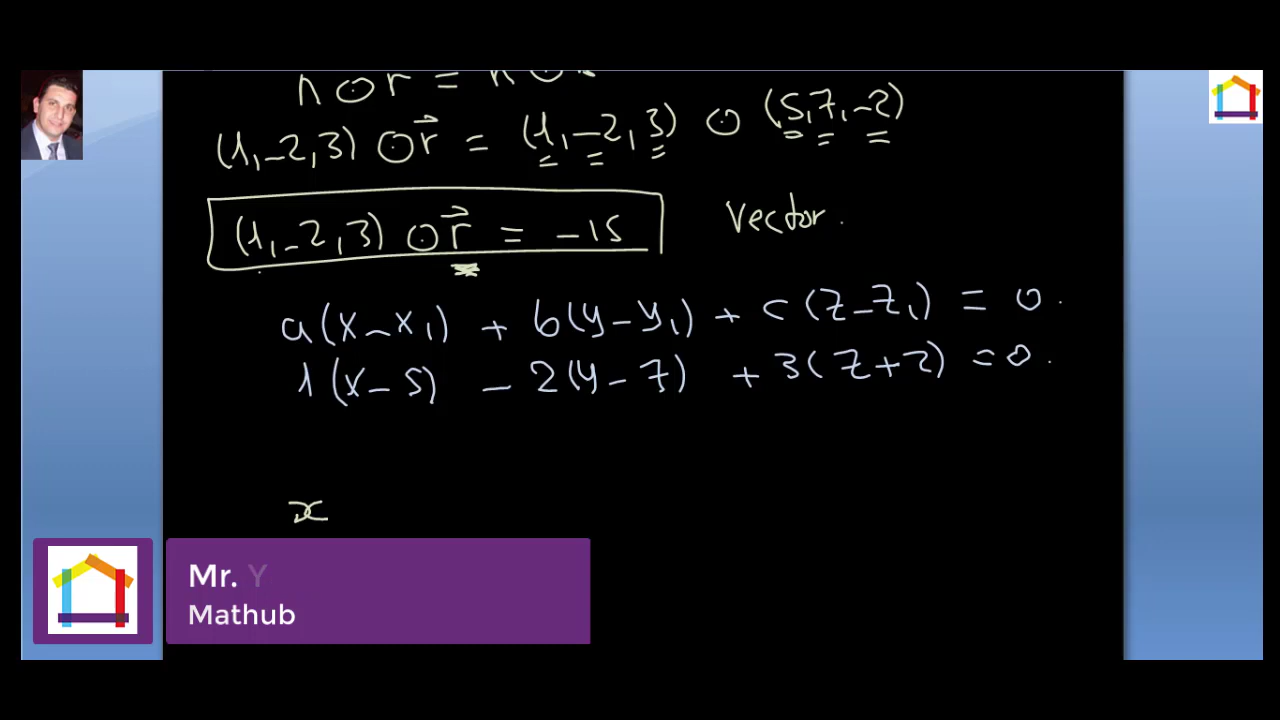 (1,-2,3) ⊙ r⃗ = (1,-2,3) ⊙ (5,7,-2)
(1,-2,3) ⊙ r⃗ = -15 Vector.
a(x-x₁) + b(y-y₁) + c(z-z₁) = 0.
1(x-5) - 2(y-7) + 3(z+2) = 0.
x
Mr. Y
Mathub